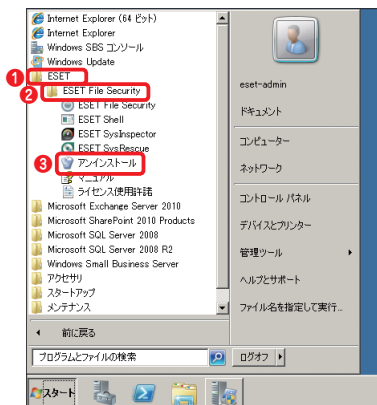 Internet Explorer (64 ビット)
Internet Explorer
Windows SBS コンソール
Windows Update
1 ESET
2 ESET File Security
ESET File Security
ESET Shell
ESET SysInspector
ESET SysRescue
3 アンインストール
マニュアル
ライセンス使用許諾
Microsoft Exchange Server 2010
Microsoft SharePoint 2010 Products
Microsoft SQL Server 2008
Microsoft SQL Server 2008 R2
Windows Small Business Server
アクセサリ
スタートアップ
メンテナンス
前に戻る
プログラムとファイルの検索
eset-admin
ドキュメント
コンピューター
ネットワーク
コントロール パネル
デバイスとプリンター
管理ツール
ヘルプとサポート
ファイル名を指定して実行...
ログオフ
スタート